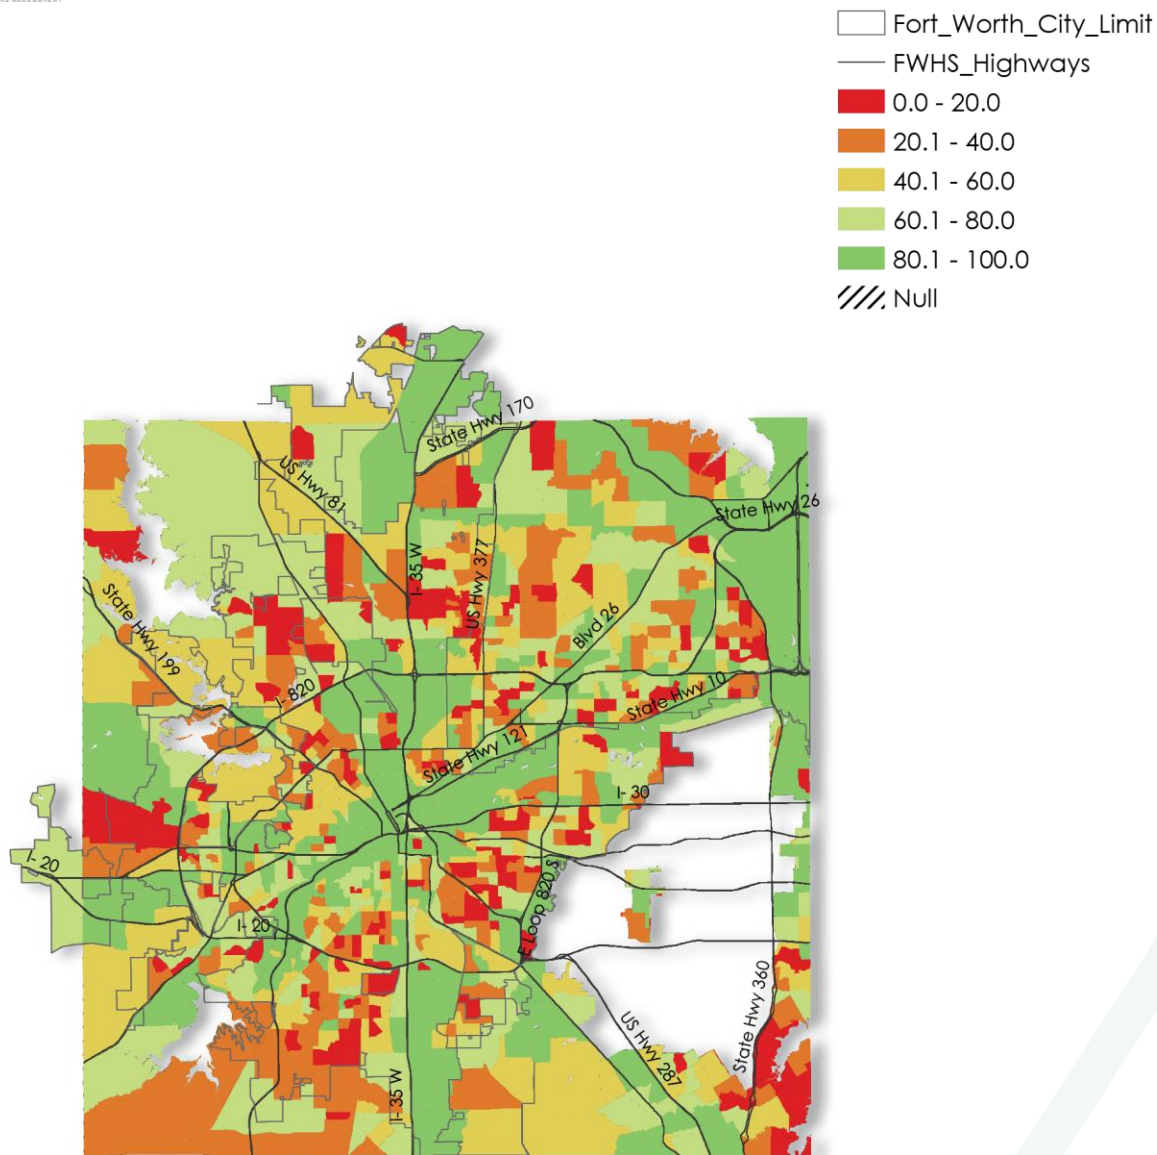 Fort_Worth_City_Limit
FWHS_Highways
0.0 - 20.0
20.1 - 40.0
40.1 - 60.0
60.1 - 80.0
80.1 - 100.0
Null
State Hwy 170
US Hwy 81
State Hwy 26
I- 35 W
US Hwy 377
State Hwy 199
Blvd 26
I- 820
State Hwy 10
State Hwy 121
I- 30
I- 20
E Loop 820 S
I- 20
State Hwy 360
US Hwy 287
I- 35 W